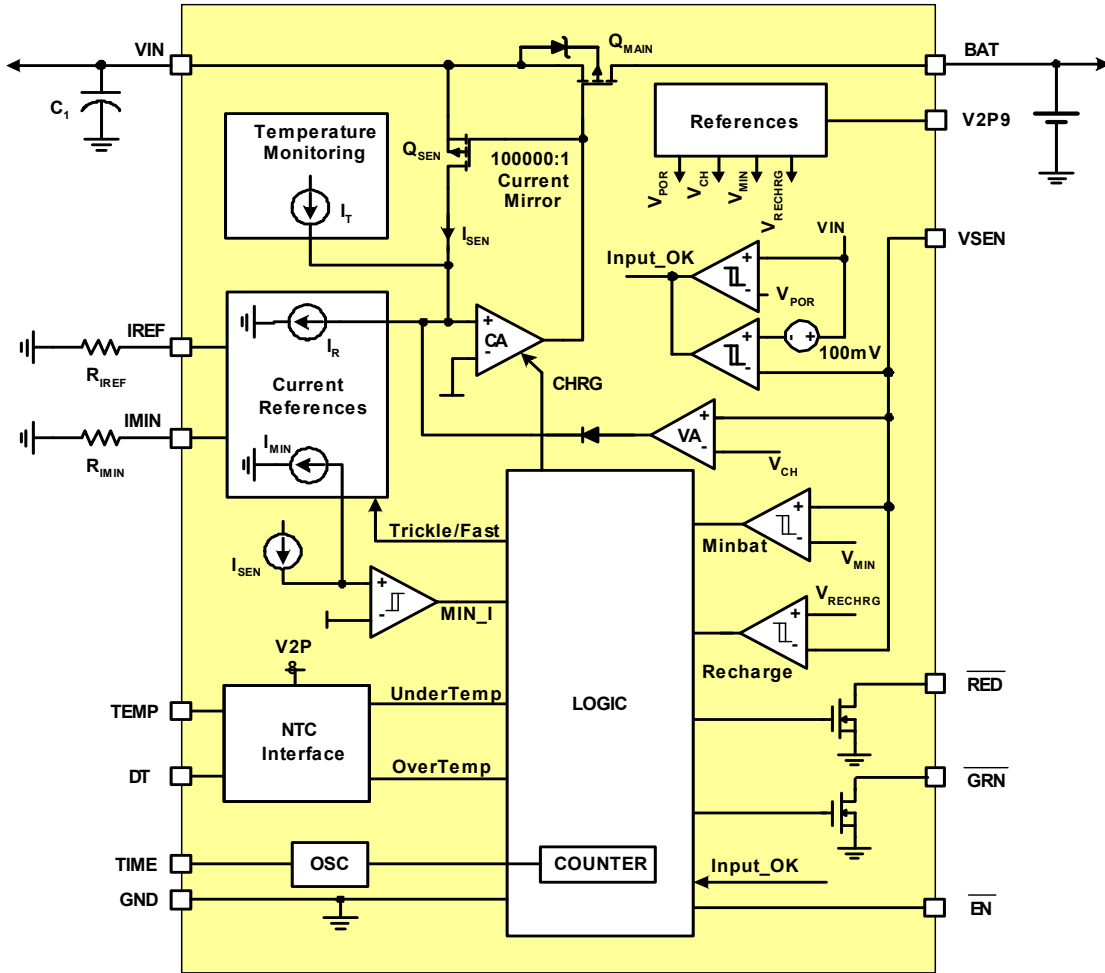 VIN
C1
QMAIN
BAT
V2P9
References
VPOR
VCH
VMIN
VRECHRG
Temperature
Monitoring
IT
QSEN
100000:1
Current
Mirror
ISEN
VSEN
VIN
Input_OK
+
-
VPOR
+
-
- +
100mV
IREF
RIREF
IR
Current
References
IMIN
RIMIN
IMIN
+
CA
-
CHRG
+
VA
-
VCH
Trickle/Fast
ISEN
+
-
MIN_I
+
-
Minbat
VMIN
VRECHRG
+
-
Recharge
V2P
8
TEMP
NTC
Interface
UnderTemp
DT
OverTemp
LOGIC
RED
GRN
TIME
OSC
COUNTER
Input_OK
GND
EN